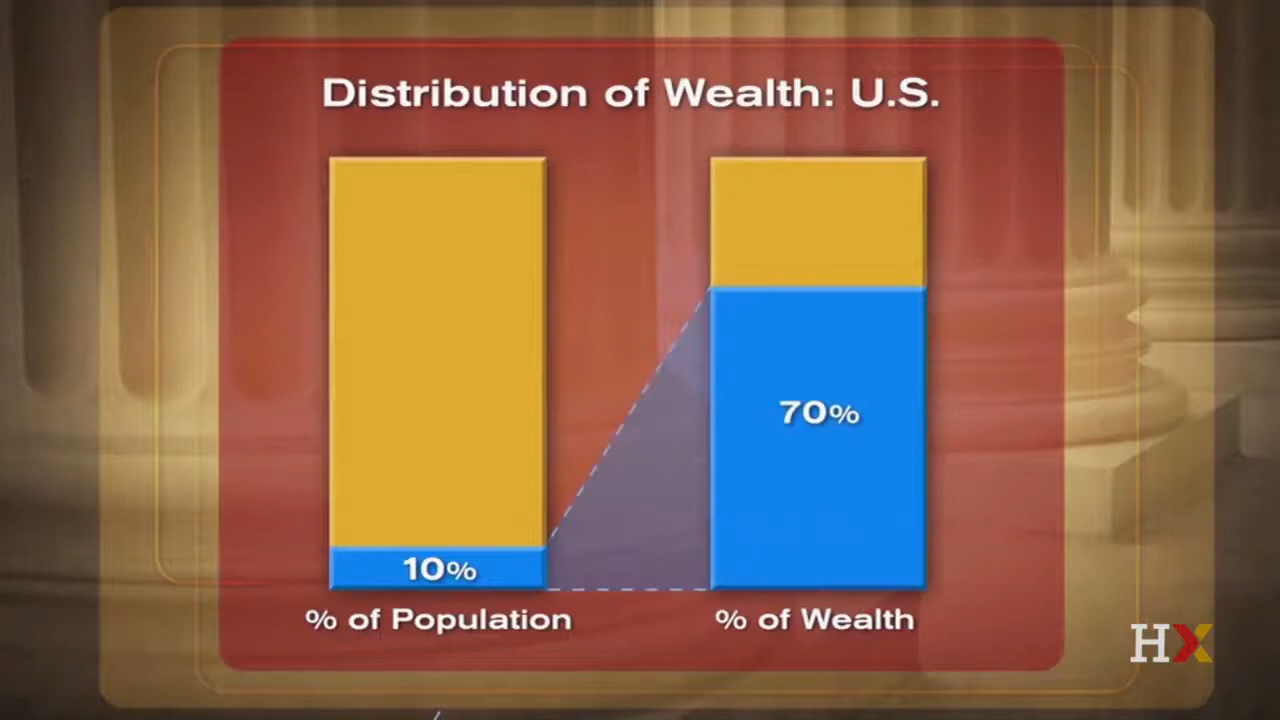 Distribution of Wealth: U.S.
70%
10%
% of Population
% of Wealth
HX